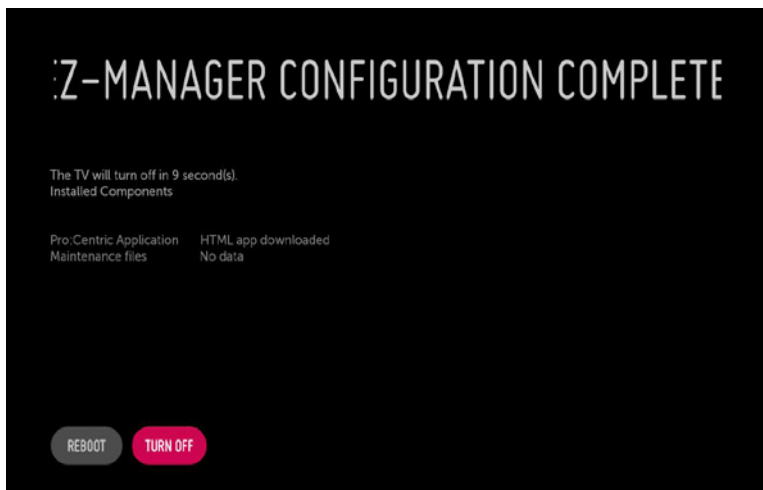 EZ-MANAGER CONFIGURATION COMPLETE
The TV will turn off in 9 second(s).
Installed Components
Pro:Centric Application HTML app downloaded
Maintenance files No data
REBOOT TURN OFF